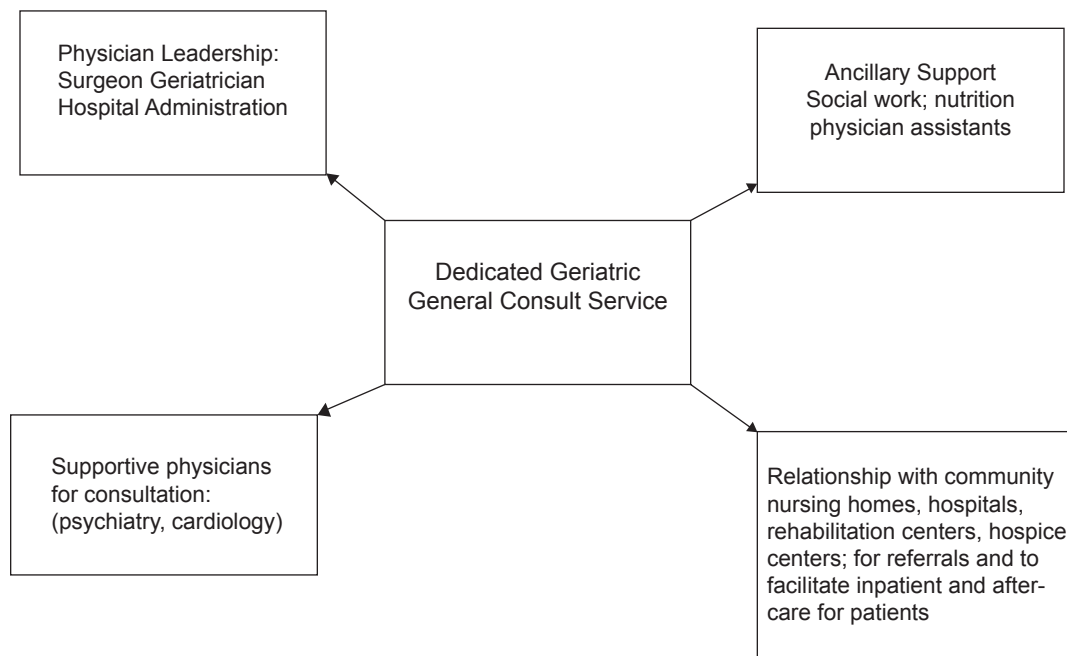 Physician Leadership:
Surgeon Geriatrician
Hospital Administration
Ancillary Support
Social work; nutrition
physician assistants
Dedicated Geriatric
General Consult Service
Supportive physicians
for consultation:
(psychiatry, cardiology)
Relationship with community
nursing homes, hospitals,
rehabilitation centers, hospice
centers; for referrals and to
facilitate inpatient and after-
care for patients